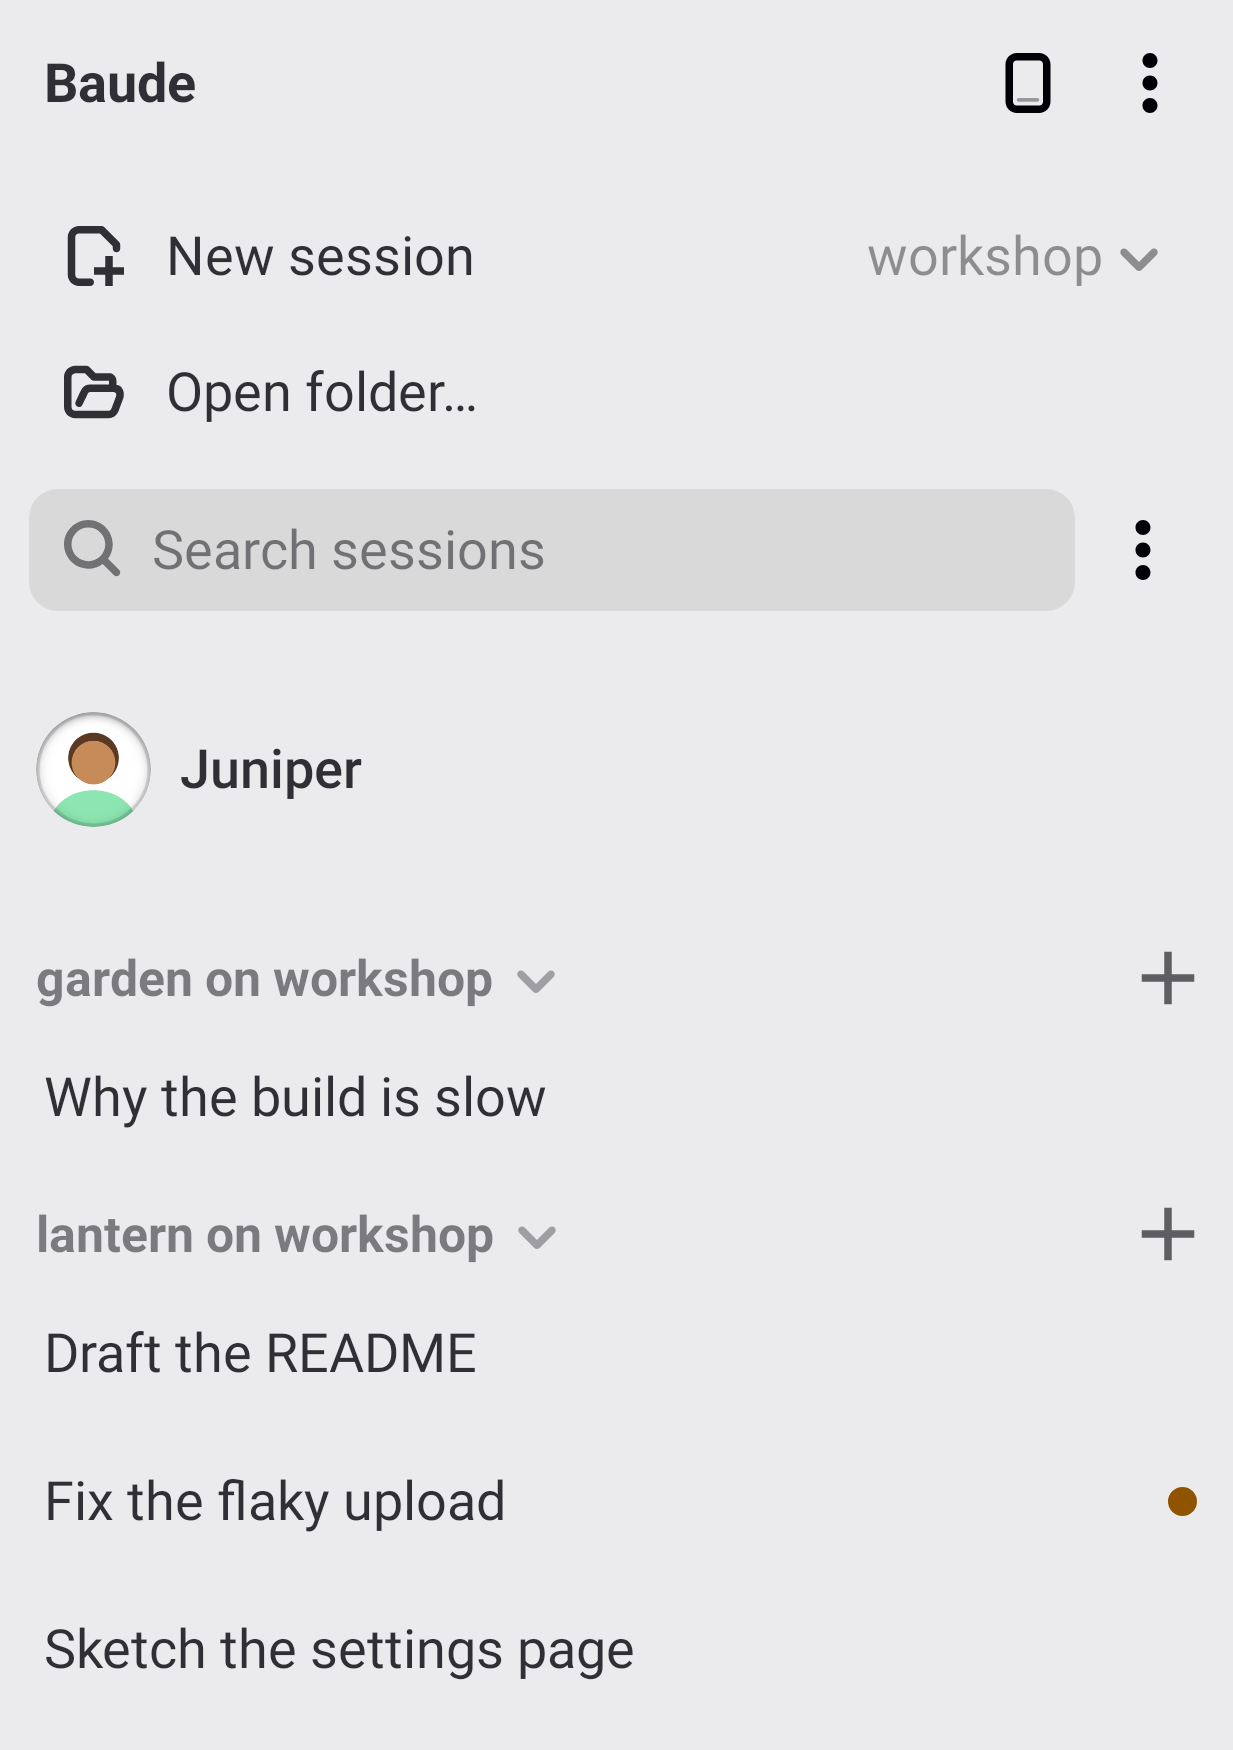 Baude
New session
workshop
Open folder…
Search sessions
Juniper
garden on workshop
Why the build is slow
lantern on workshop
Draft the README
Fix the flaky upload
Sketch the settings page